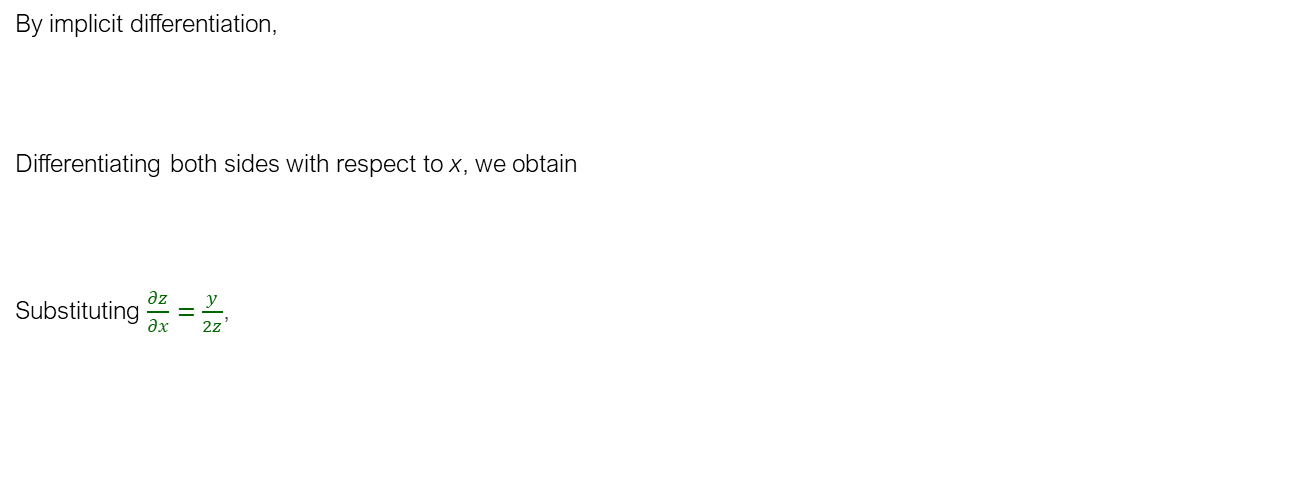 By implicit differentiation,
Differentiating both sides with respect to x, we obtain
Substituting ∂z/∂x = y/2z,